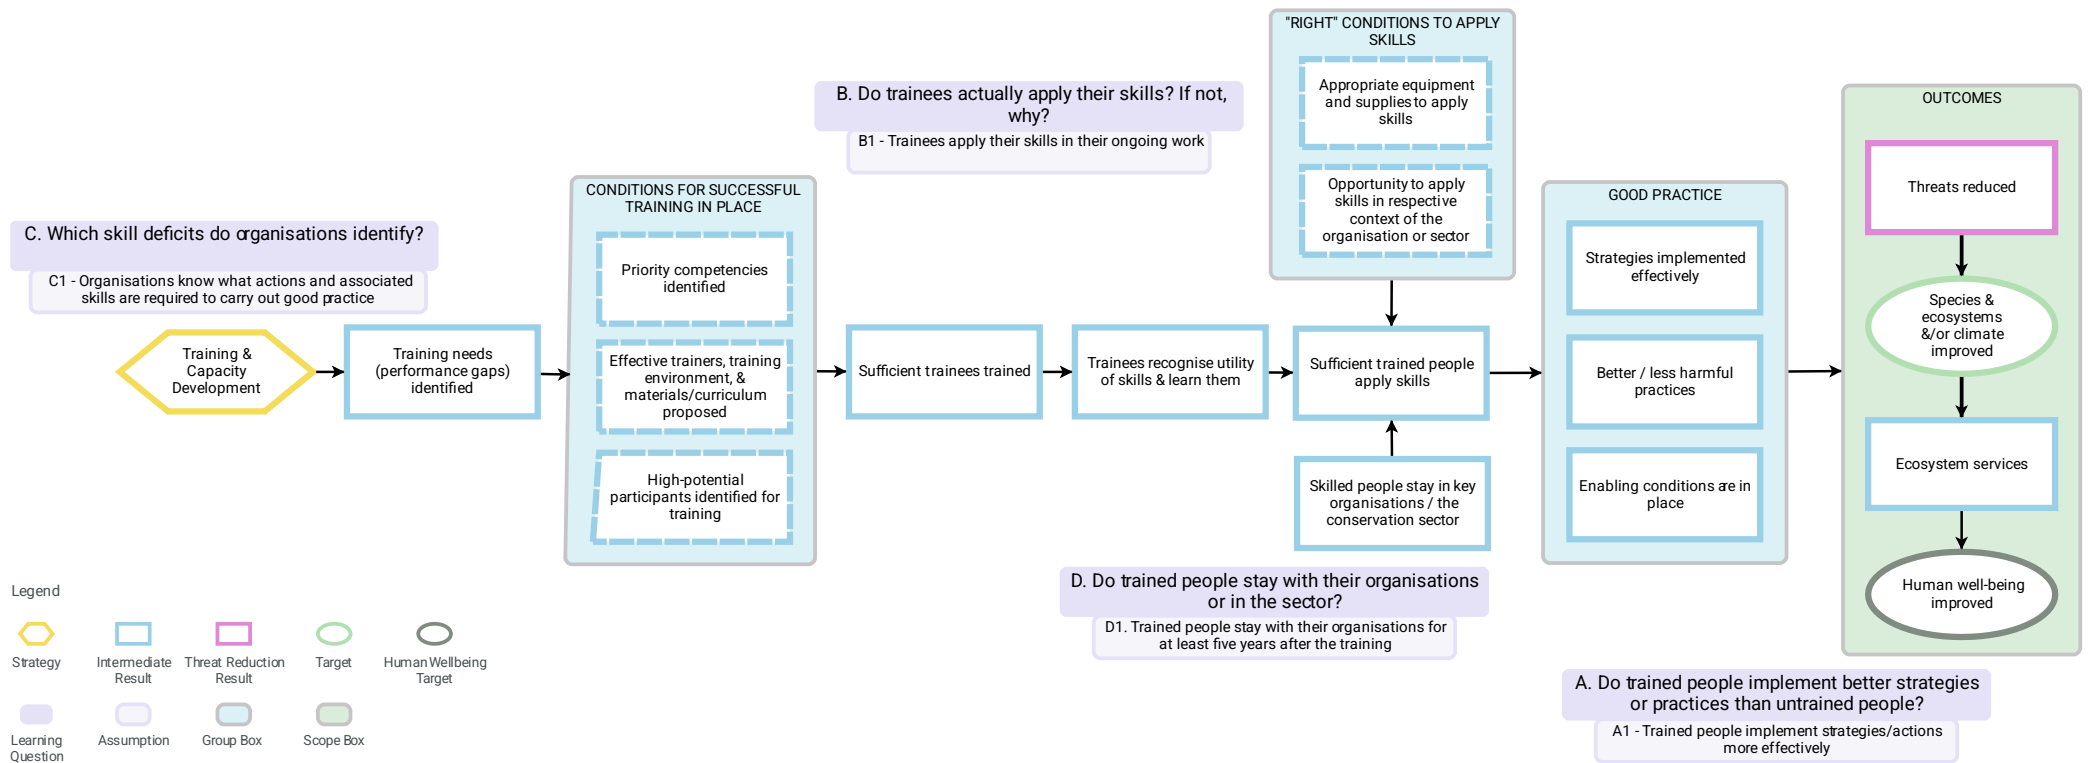 "RIGHT" CONDITIONS TO APPLY
SKILLS
Appropriate equipment
and supplies to apply
skills
Opportunity to apply
skills in respective
context of the
organisation or sector
B. Do trainees actually apply their skills? If not,
why?
B1 - Trainees apply their skills in their ongoing work
C. Which skill deficits do organisations identify?
C1 - Organisations know what actions and associated
skills are required to carry out good practice
Training &
Capacity
Development
Training needs
(performance gaps)
identified
CONDITIONS FOR SUCCESSFUL
TRAINING IN PLACE
Priority competencies
identified
Effective trainers, training
environment, &
materials/curriculum
proposed
High-potential
participants identified for
training
Sufficient trainees trained
Trainees recognise utility
of skills & learn them
Sufficient trained people
apply skills
Skilled people stay in key
organisations / the
conservation sector
D. Do trained people stay with their organisations
or in the sector?
D1. Trained people stay with their organisations for
at least five years after the training
GOOD PRACTICE
Strategies implemented
effectively
Better / less harmful
practices
Enabling conditions are in
place
OUTCOMES
Threats reduced
Species &
ecosystems
&/or climate
improved
Ecosystem services
Human well-being
improved
A. Do trained people implement better strategies
or practices than untrained people?
A1 - Trained people implement strategies/actions
more effectively
Legend
Strategy
Intermediate
Result
Threat Reduction
Result
Target
Human Wellbeing
Target
Learning
Question
Assumption
Group Box
Scope Box